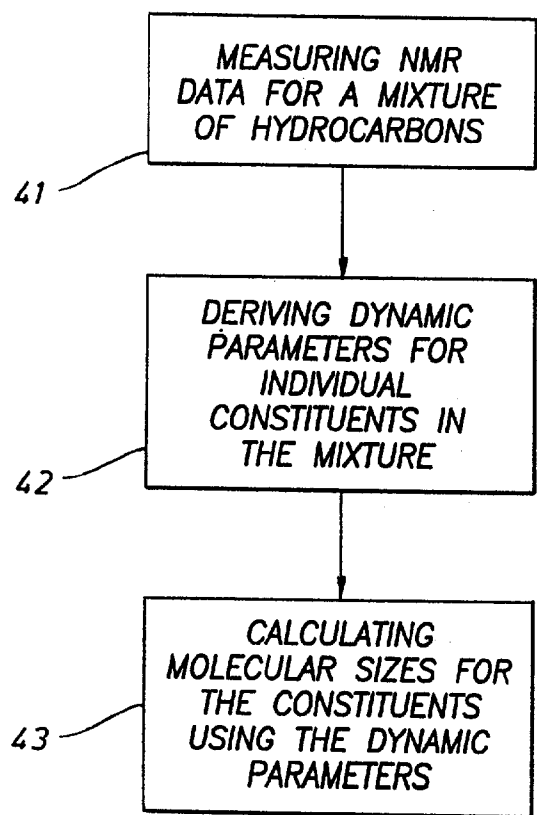 MEASURING NMR
DATA FOR A MIXTURE
OF HYDROCARBONS
41
DERIVING DYNAMIC
PARAMETERS FOR
INDIVIDUAL
CONSTITUENTS IN
THE MIXTURE
42
CALCULATING
MOLECULAR SIZES FOR
THE CONSTITUENTS
USING THE DYNAMIC
PARAMETERS
43